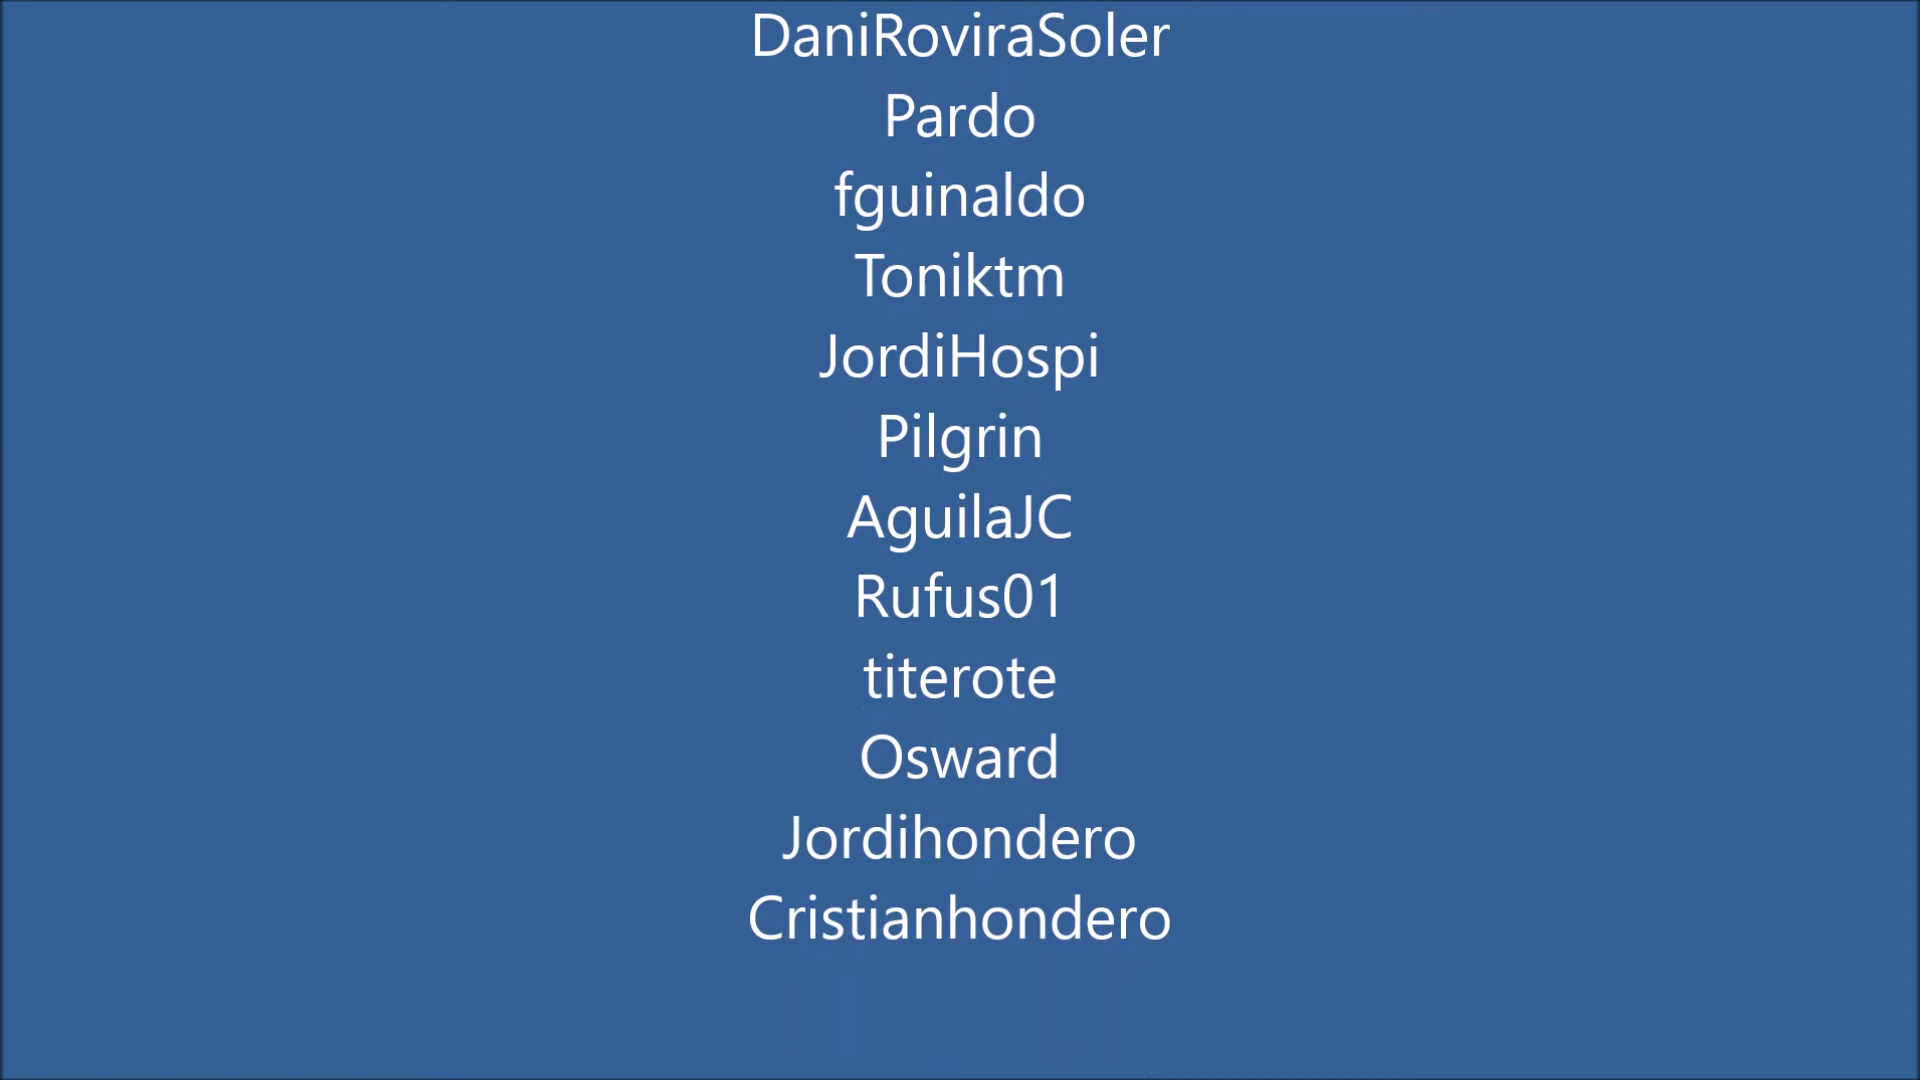 DaniRoviraSoler
Pardo
fguinaldo
Toniktm
JordiHospi
Pilgrin
AguilaJC
Rufus01
titerote
Osward
Jordihondero
Cristianhondero